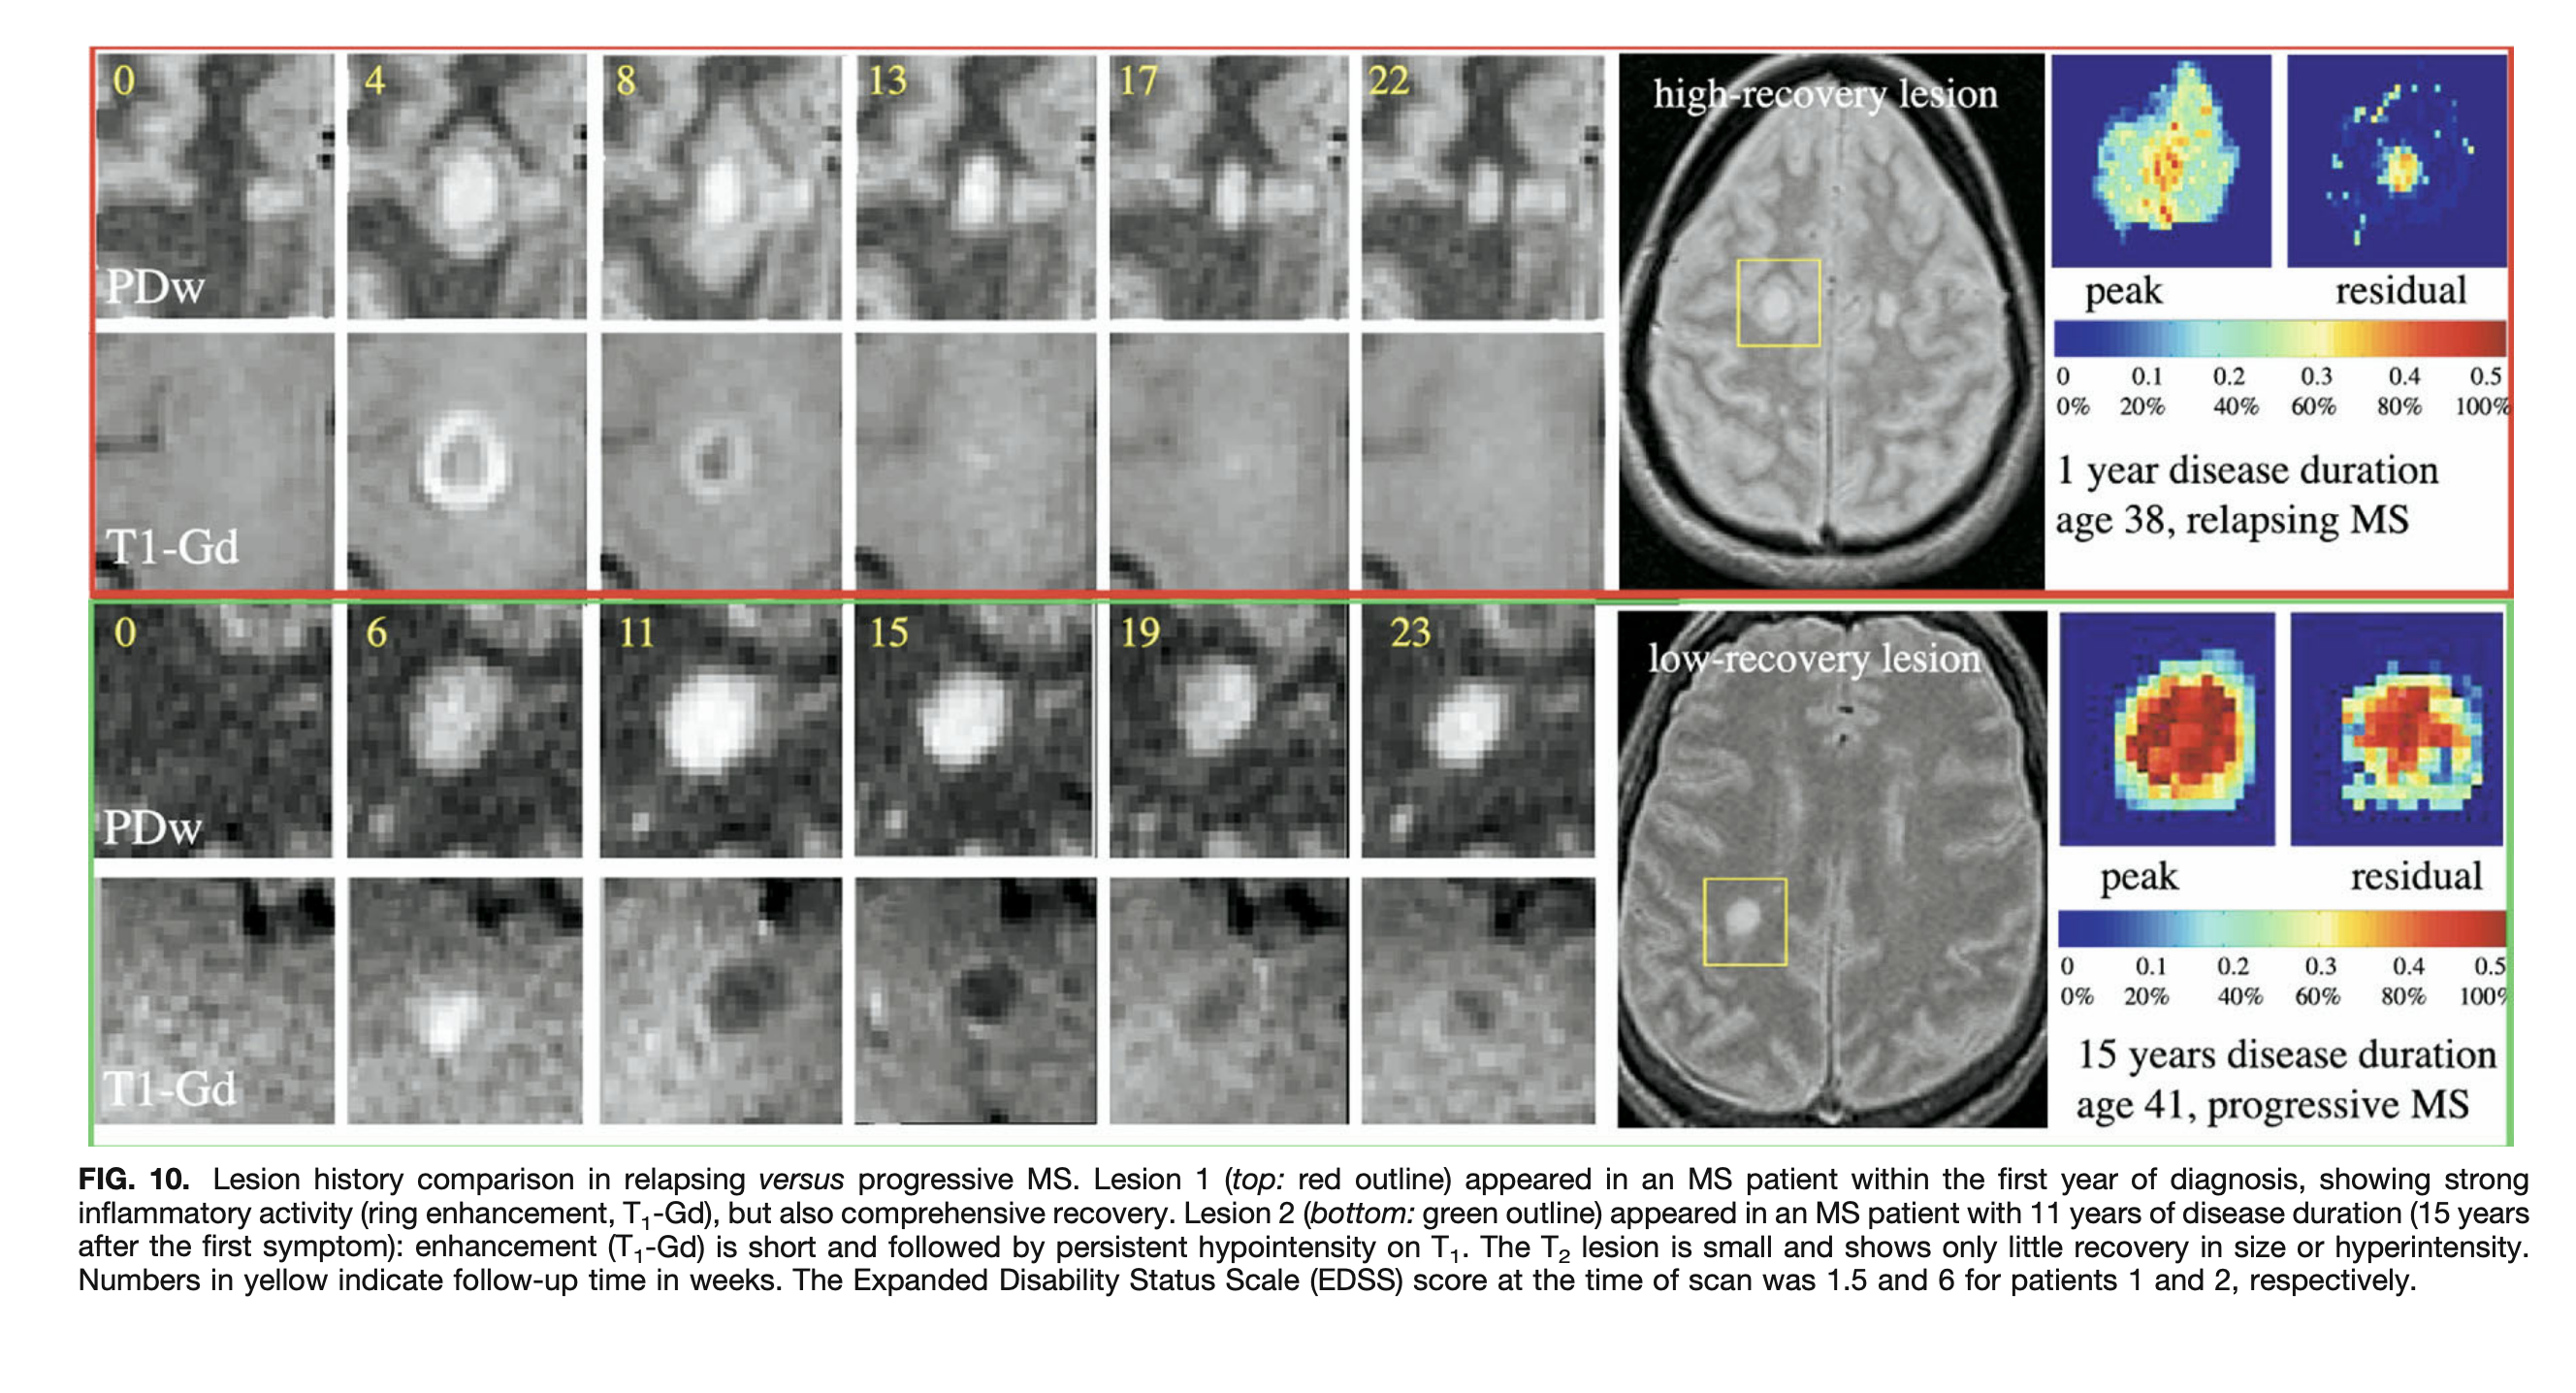 0 4 8 13 17 22
PDw
T1-Gd
high-recovery lesion
peak residual
0 0.1 0.2 0.3 0.4 0.5
0% 20% 40% 60% 80% 100%
1 year disease duration
age 38, relapsing MS
0 6 11 15 19 23
PDw
T1-Gd
low-recovery lesion
peak residual
0 0.1 0.2 0.3 0.4 0.5
0% 20% 40% 60% 80% 100%
15 years disease duration
age 41, progressive MS
FIG. 10. Lesion history comparison in relapsing versus progressive MS. Lesion 1 (top: red outline) appeared in an MS patient within the first year of diagnosis, showing strong
inflammatory activity (ring enhancement, T1-Gd), but also comprehensive recovery. Lesion 2 (bottom: green outline) appeared in an MS patient with 11 years of disease duration (15 years
after the first symptom): enhancement (T1-Gd) is short and followed by persistent hypointensity on T1. The T2 lesion is small and shows only little recovery in size or hyperintensity.
Numbers in yellow indicate follow-up time in weeks. The Expanded Disability Status Scale (EDSS) score at the time of scan was 1.5 and 6 for patients 1 and 2, respectively.